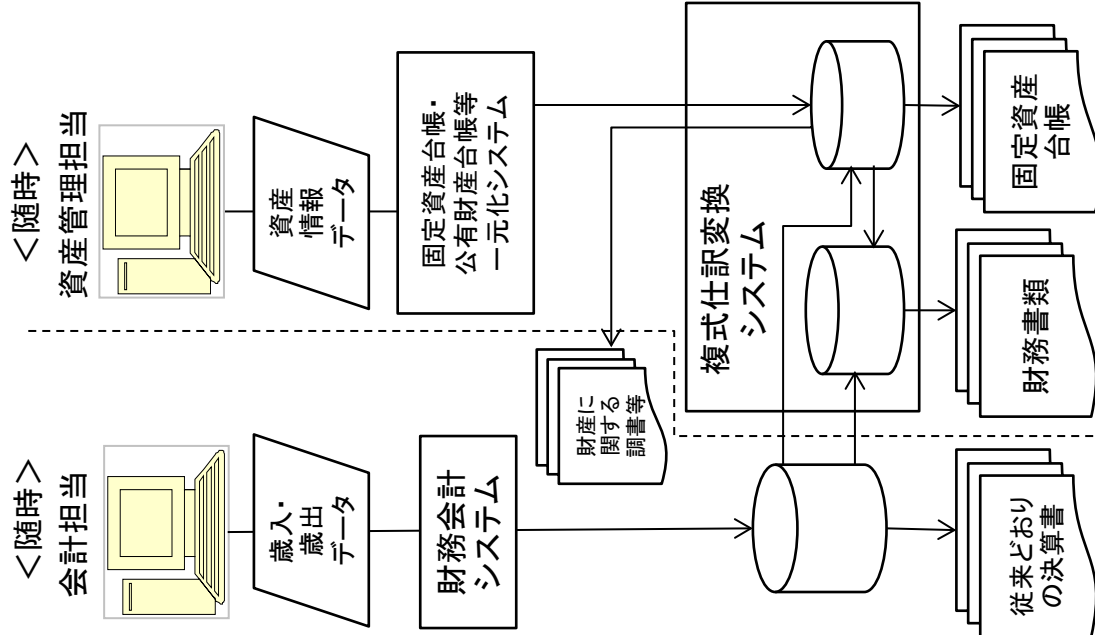 <随時>
会計担当
歳入・
歳出
データ
財務会計
システム
従来どおり
の決算書
財産に
関する
調書等
<随時>
資産管理担当
資産
情報
データ
固定資産台帳・
公有財産台帳等
一元化システム
複式仕訳変換
システム
財務書類
固定資産
台帳